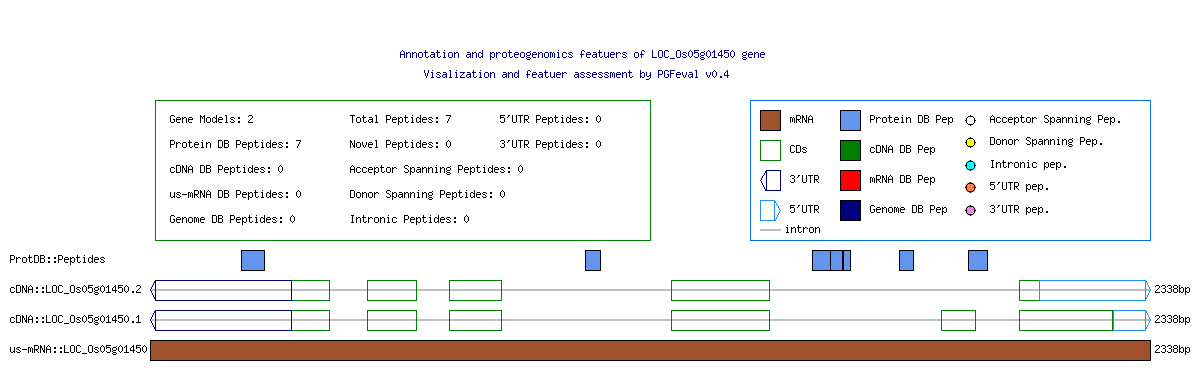 Annotation and proteogenomics featuers of LOC_Os05g01450 gene
Visalization and featuer assessment by PGFeval v0.4
Gene Models: 2 Total Peptides: 7 5'UTR Peptides: 0
Protein DB Peptides: 7 Novel Peptides: 0 3'UTR Peptides: 0
cDNA DB Peptides: 0 Acceptor Spanning Peptides: 0
us-mRNA DB Peptides: 0 Donor Spanning Peptides: 0
Genome DB Peptides: 0 Intronic Peptides: 0
mRNA Protein DB Pep Acceptor Spanning Pep.
CDs cDNA DB Pep Donor Spanning Pep.
3'UTR mRNA DB Pep Intronic pep.
5'UTR Genome DB Pep 5'UTR pep.
intron 3'UTR pep.
ProtDB::Peptides
cDNA::LOC_Os05g01450.2 2338bp
cDNA::LOC_Os05g01450.1 2338bp
us-mRNA::LOC_Os05g01450 2338bp